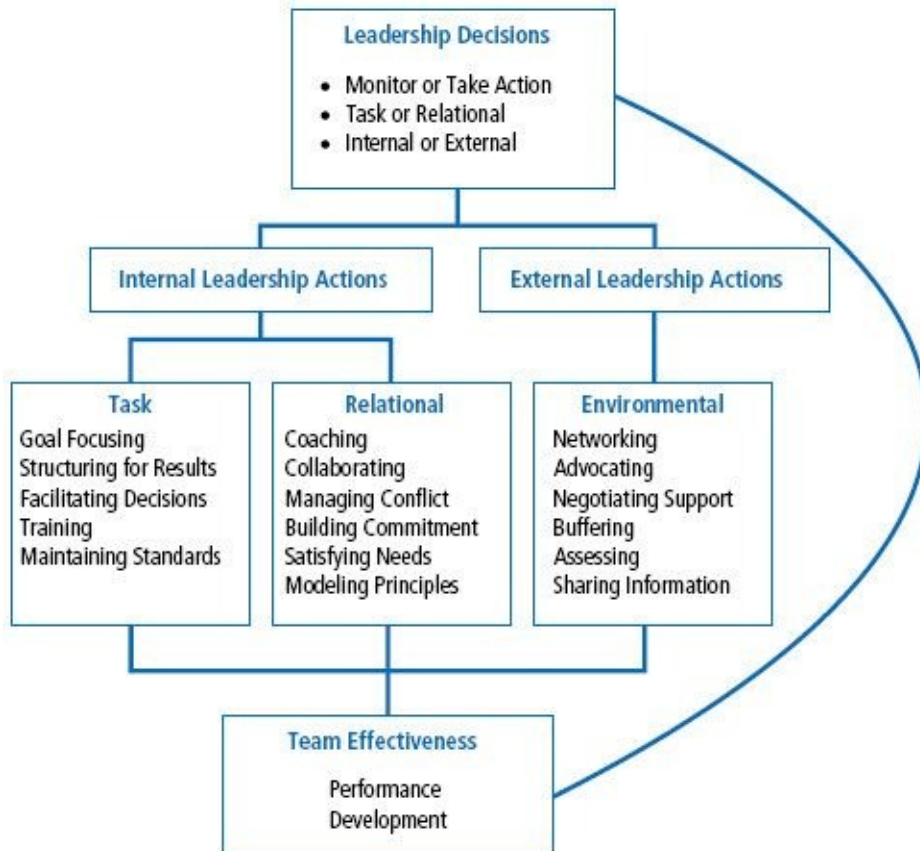 Leadership Decisions
• Monitor or Take Action
• Task or Relational
• Internal or External
Internal Leadership Actions
External Leadership Actions
Task
Goal Focusing
Structuring for Results
Facilitating Decisions
Training
Maintaining Standards
Relational
Coaching
Collaborating
Managing Conflict
Building Commitment
Satisfying Needs
Modeling Principles
Environmental
Networking
Advocating
Negotiating Support
Buffering
Assessing
Sharing Information
Team Effectiveness
Performance
Development